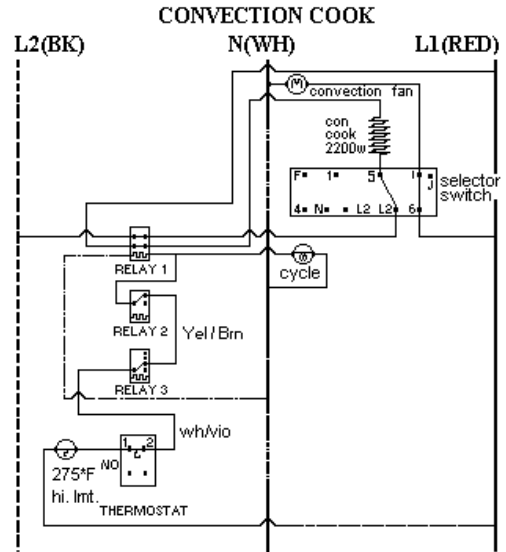 CONVECTION COOK
L2(BK) N(WH) L1(RED)
M
convection fan
con
cook
2200w
F 1 5 I
J
selector
switch
4 N L2 L2 6
RELAY 1
cycle
RELAY 2
Yel/Brn
RELAY 3
wh/vio
1 2
NO
275*F
hi. lmt.
THERMOSTAT